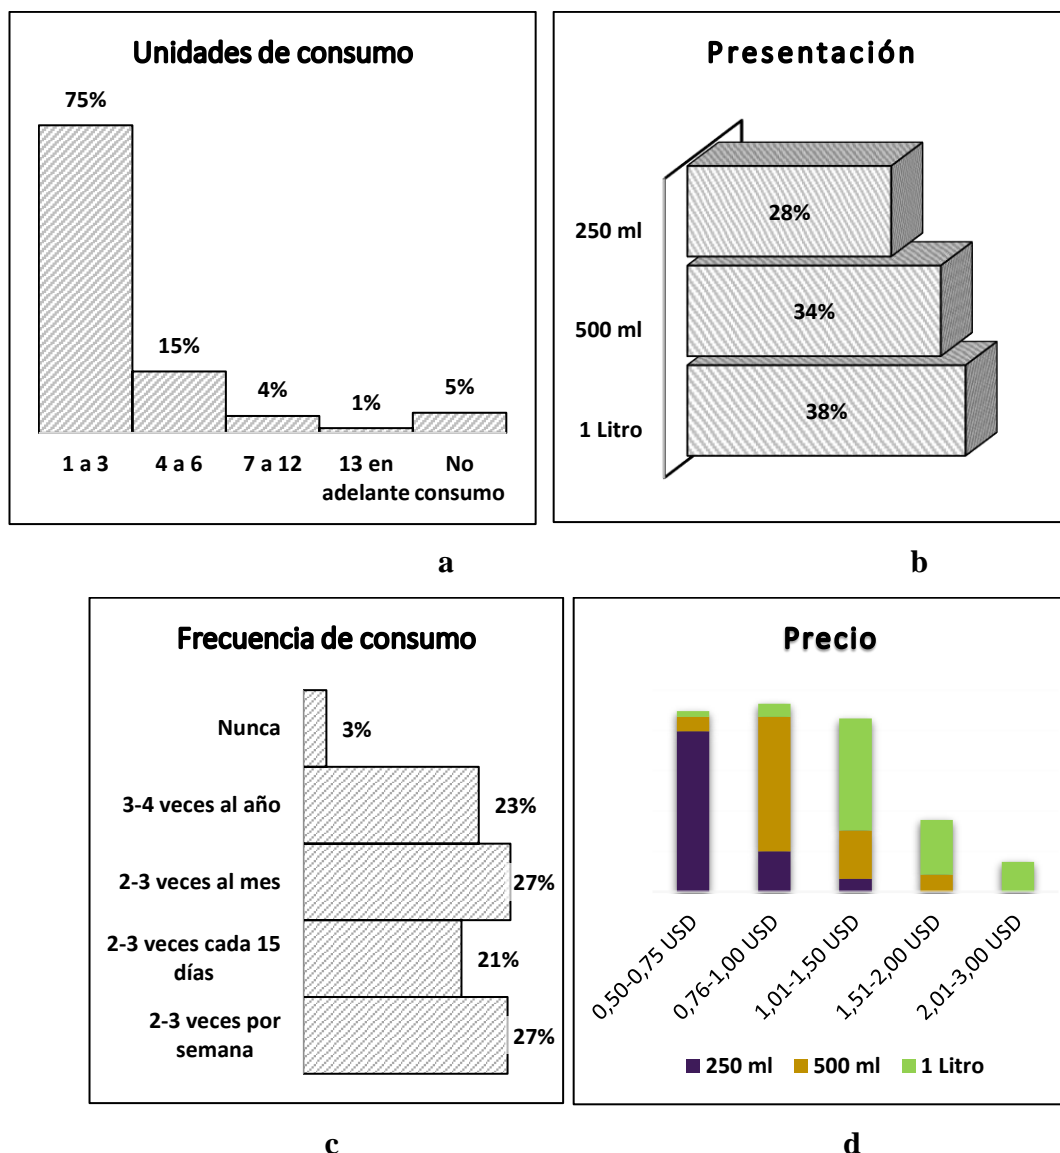 Unidades de consumo
75%
15%
4%
1%
5%
1 a 3
4 a 6
7 a 12
13 en
adelante
No
consumo
a
Presentación
250 ml
28%
500 ml
34%
1 Litro
38%
b
Frecuencia de consumo
Nunca
3%
3-4 veces al año
23%
2-3 veces al mes
27%
2-3 veces cada 15
días
21%
2-3 veces por
semana
27%
c
Precio
0,50-0,75 USD
0,76-1,00 USD
1,01-1,50 USD
1,51-2,00 USD
2,01-3,00 USD
250 ml
500 ml
1 Litro
d